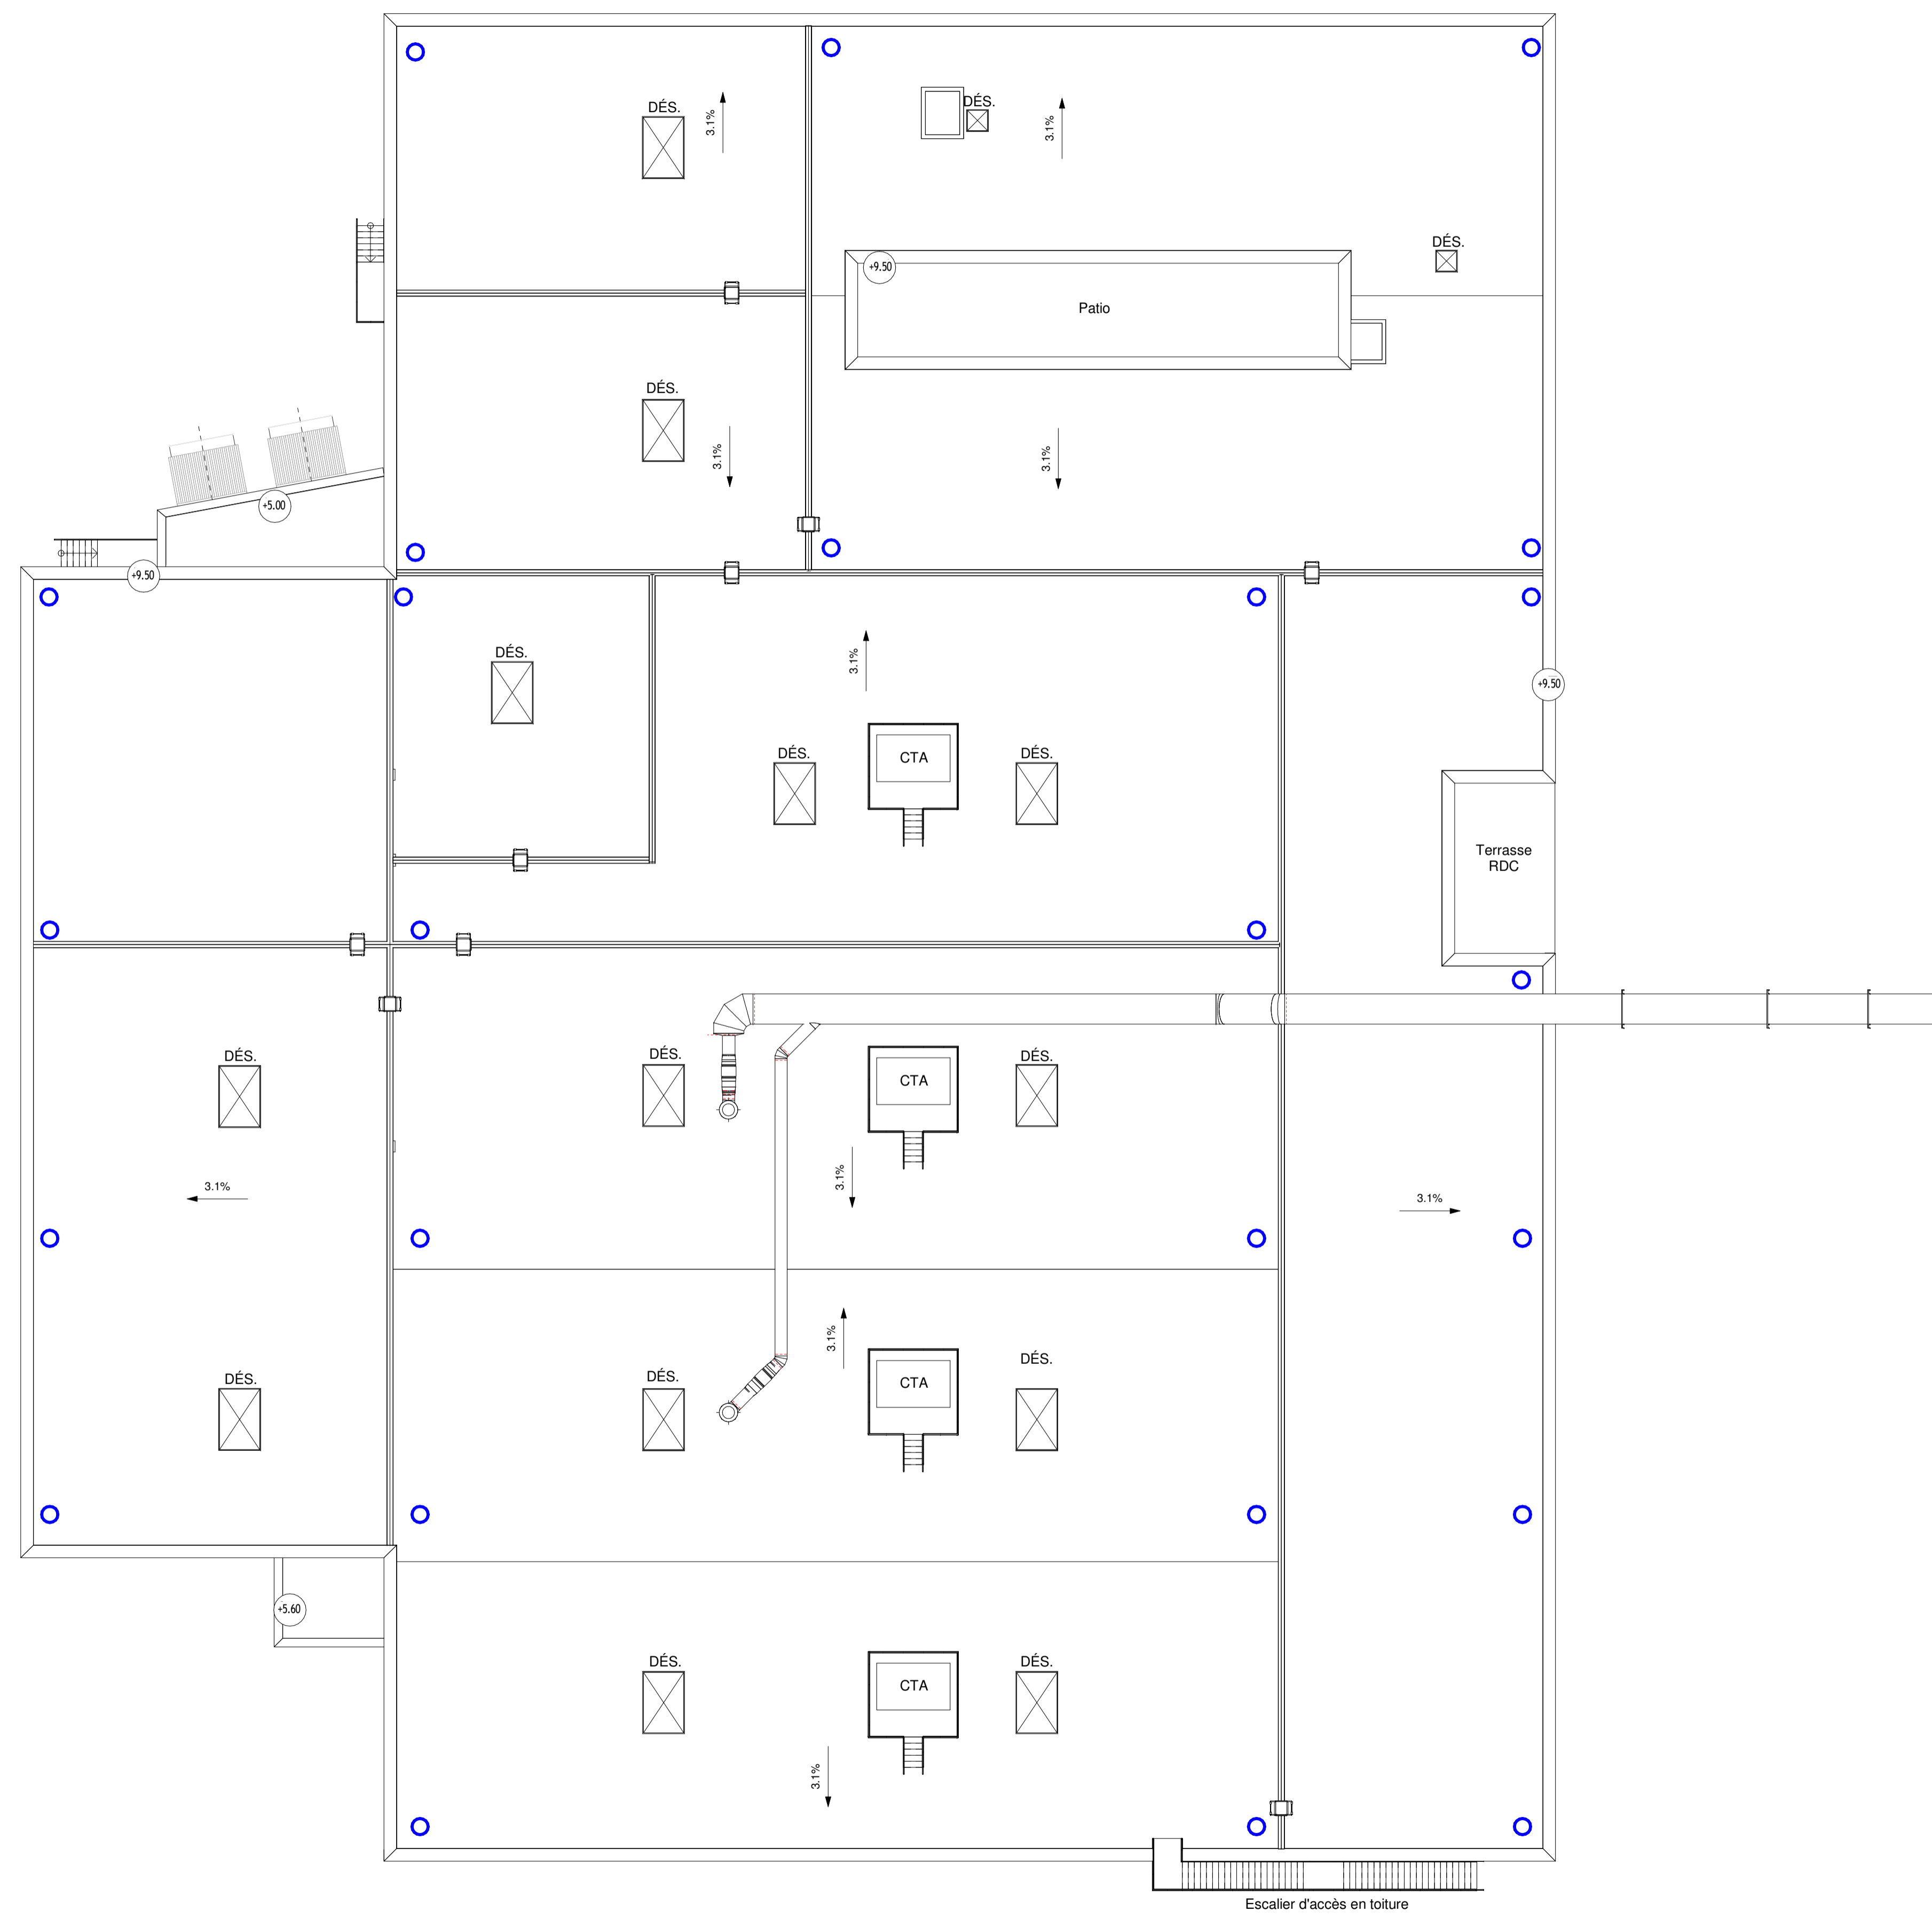 DÉS.
3.1%
DÉS.
3.1%
DÉS.
+9.50
Patio
DÉS.
3.1%
3.1%
+5.00
+9.50
DÉS.
3.1%
+9.50
DÉS.
CTA
DÉS.
Terrasse
RDC
DÉS.
DÉS.
CTA
DÉS.
3.1%
3.1%
3.1%
3.1%
DÉS.
DÉS.
CTA
DÉS.
+5.60
DÉS.
CTA
DÉS.
3.1%
Escalier d'accès en toiture